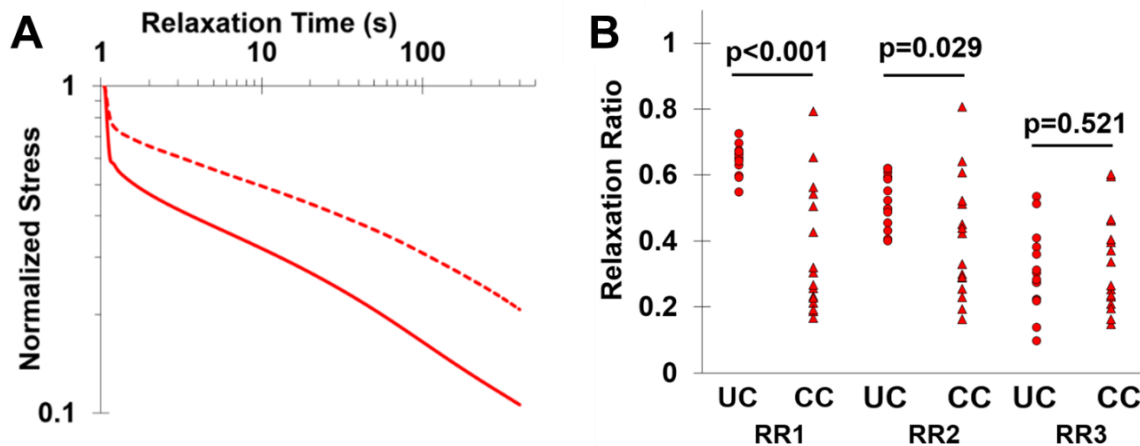 A
Relaxation Time (s)
1 10 100
1
Normalized Stress
0.1
B
1
p<0.001
p=0.029
0.8
p=0.521
Relaxation Ratio
0.6
0.4
0.2
0
UC CC UC CC UC CC
RR1 RR2 RR3